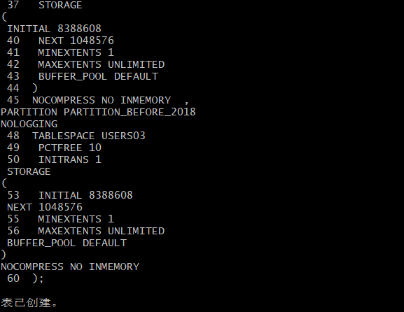 37   STORAGE
(
INITIAL 8388608
40   NEXT 1048576
41   MINEXTENTS 1
42   MAXEXTENTS UNLIMITED
43   BUFFER_POOL DEFAULT
44  )
45  NOCOMPRESS NO INMEMORY  ,
PARTITION PARTITION_BEFORE_2018
NOLOGGING
48  TABLESPACE USERS03
49   PCTFREE 10
50   INITRANS 1
STORAGE
(
53   INITIAL 8388608
NEXT 1048576
55   MINEXTENTS 1
56   MAXEXTENTS UNLIMITED
BUFFER_POOL DEFAULT
)
NOCOMPRESS NO INMEMORY
60  );
表已创建。